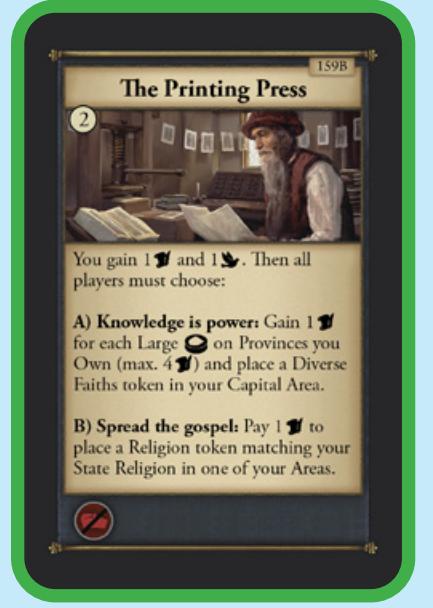 159B
The Printing Press
2
You gain 1 and 1. Then all
players must choose:
A) Knowledge is power: Gain 1
for each Large on Provinces you
Own (max. 4) and place a Diverse
Faiths token in your Capital Area.
B) Spread the gospel: Pay 1 to
place a Religion token matching your
State Religion in one of your Areas.